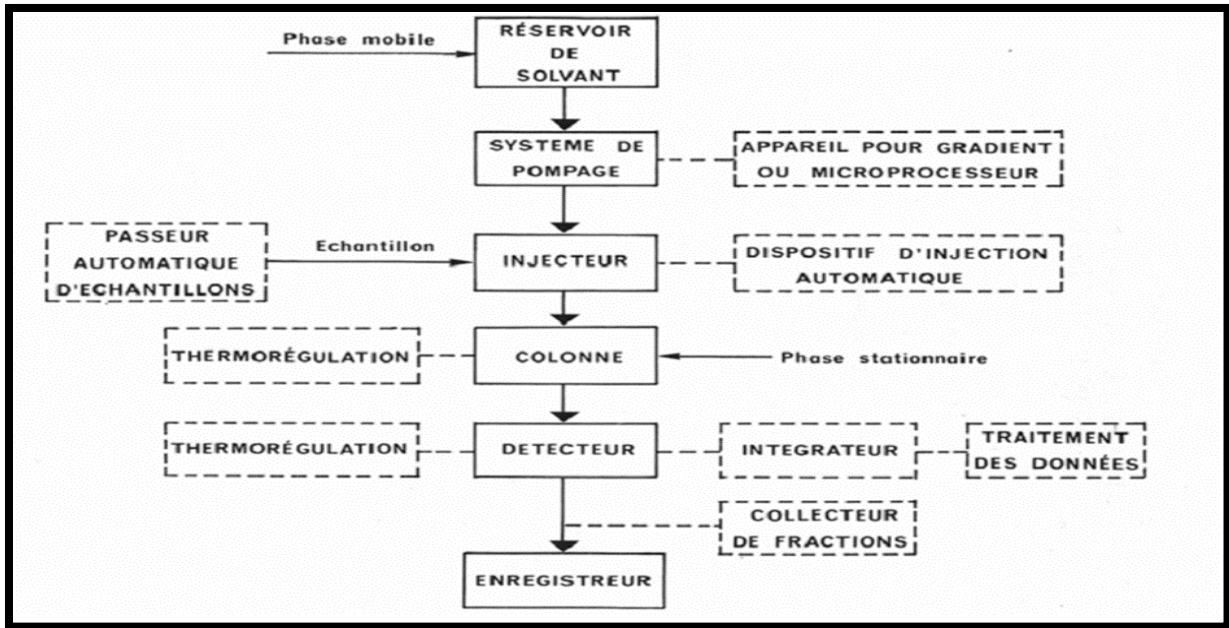 Phase mobile
RÉSERVOIR
DE
SOLVANT
SYSTEME DE
POMPAGE
APPAREIL POUR GRADIENT
OU MICROPROCESSEUR
PASSEUR
AUTOMATIQUE
D'ECHANTILLONS
Echantillon
INJECTEUR
DISPOSITIF D'INJECTION
AUTOMATIQUE
THERMORÉGULATION
COLONNE
Phase stationnaire
THERMORÉGULATION
DETECTEUR
INTEGRATEUR
TRAITEMENT
DES DONNÉES
COLLECTEUR
DE FRACTIONS
ENREGISTREUR